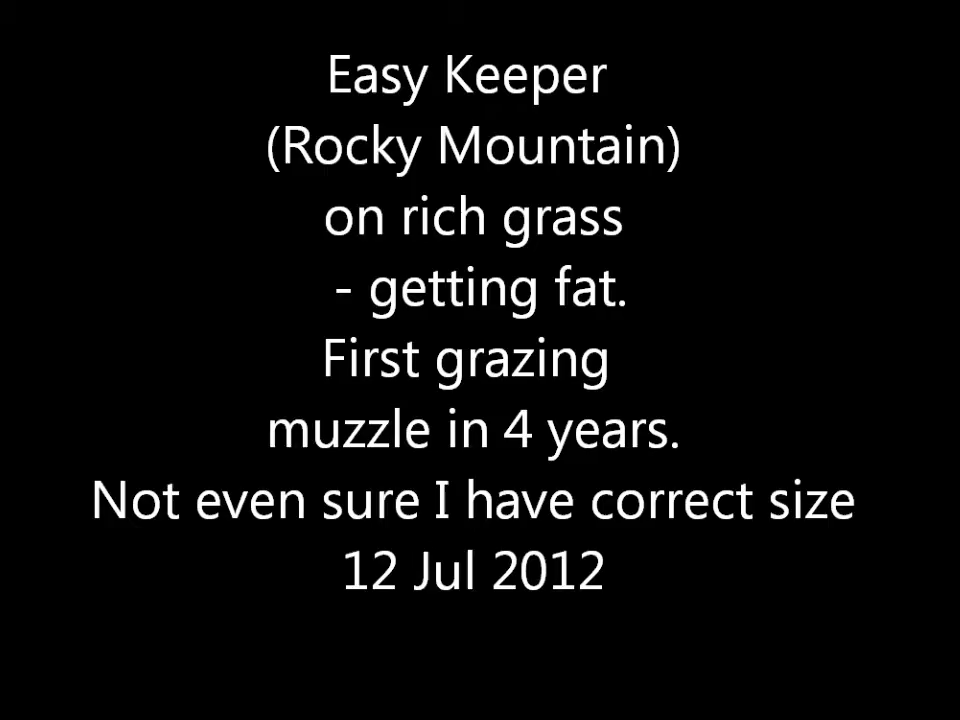 Easy Keeper
(Rocky Mountain)
on rich grass
- getting fat.
First grazing
muzzle in 4 years.
Not even sure I have correct size
12 Jul 2012